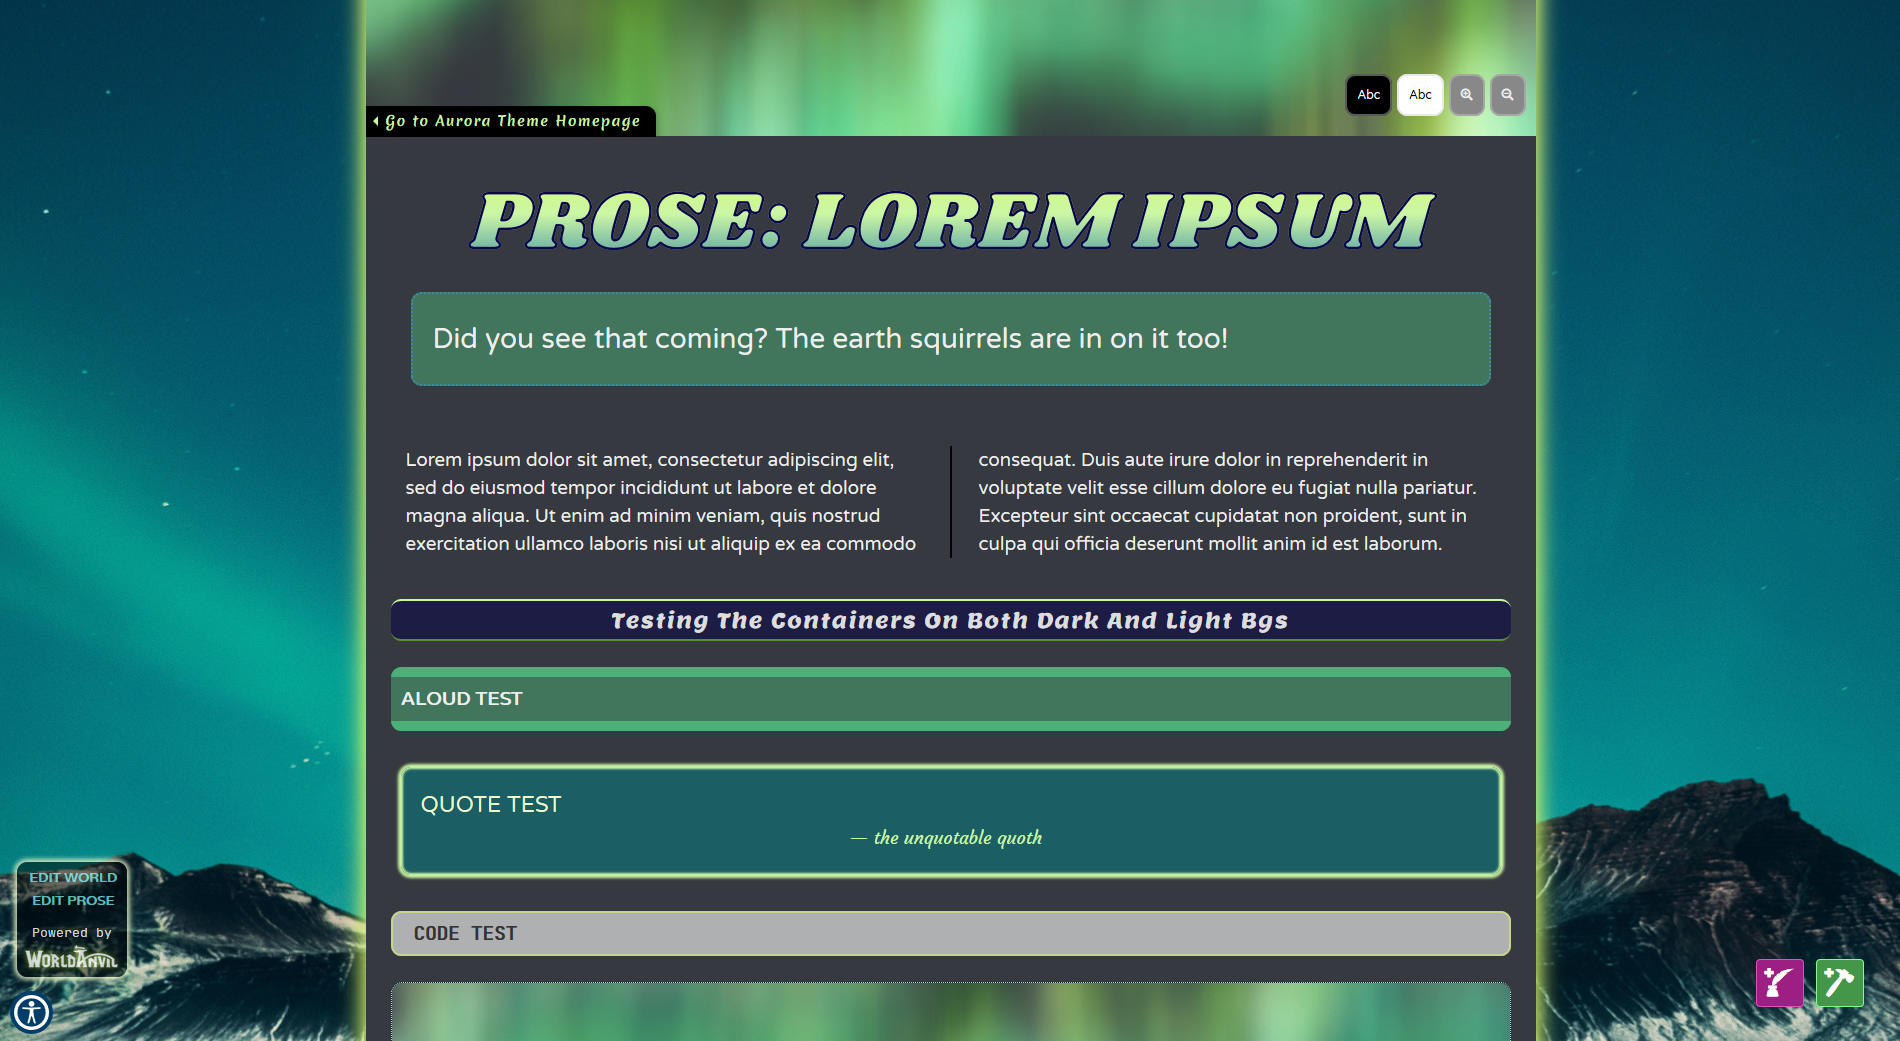 Abc Abc
Go to Aurora Theme Homepage
PROSE: LOREM IPSUM
Did you see that coming? The earth squirrels are in on it too!
Lorem ipsum dolor sit amet, consectetur adipiscing elit,
sed do eiusmod tempor incididunt ut labore et dolore
magna aliqua. Ut enim ad minim veniam, quis nostrud
exercitation ullamco laboris nisi ut aliquip ex ea commodo
consequat. Duis aute irure dolor in reprehenderit in
voluptate velit esse cillum dolore eu fugiat nulla pariatur.
Excepteur sint occaecat cupidatat non proident, sunt in
culpa qui officia deserunt mollit anim id est laborum.
Testing The Containers On Both Dark And Light Bgs
ALOUD TEST
QUOTE TEST
— the unquotable quoth
CODE TEST
EDIT WORLD
EDIT PROSE
Powered by
WORLDANVIL